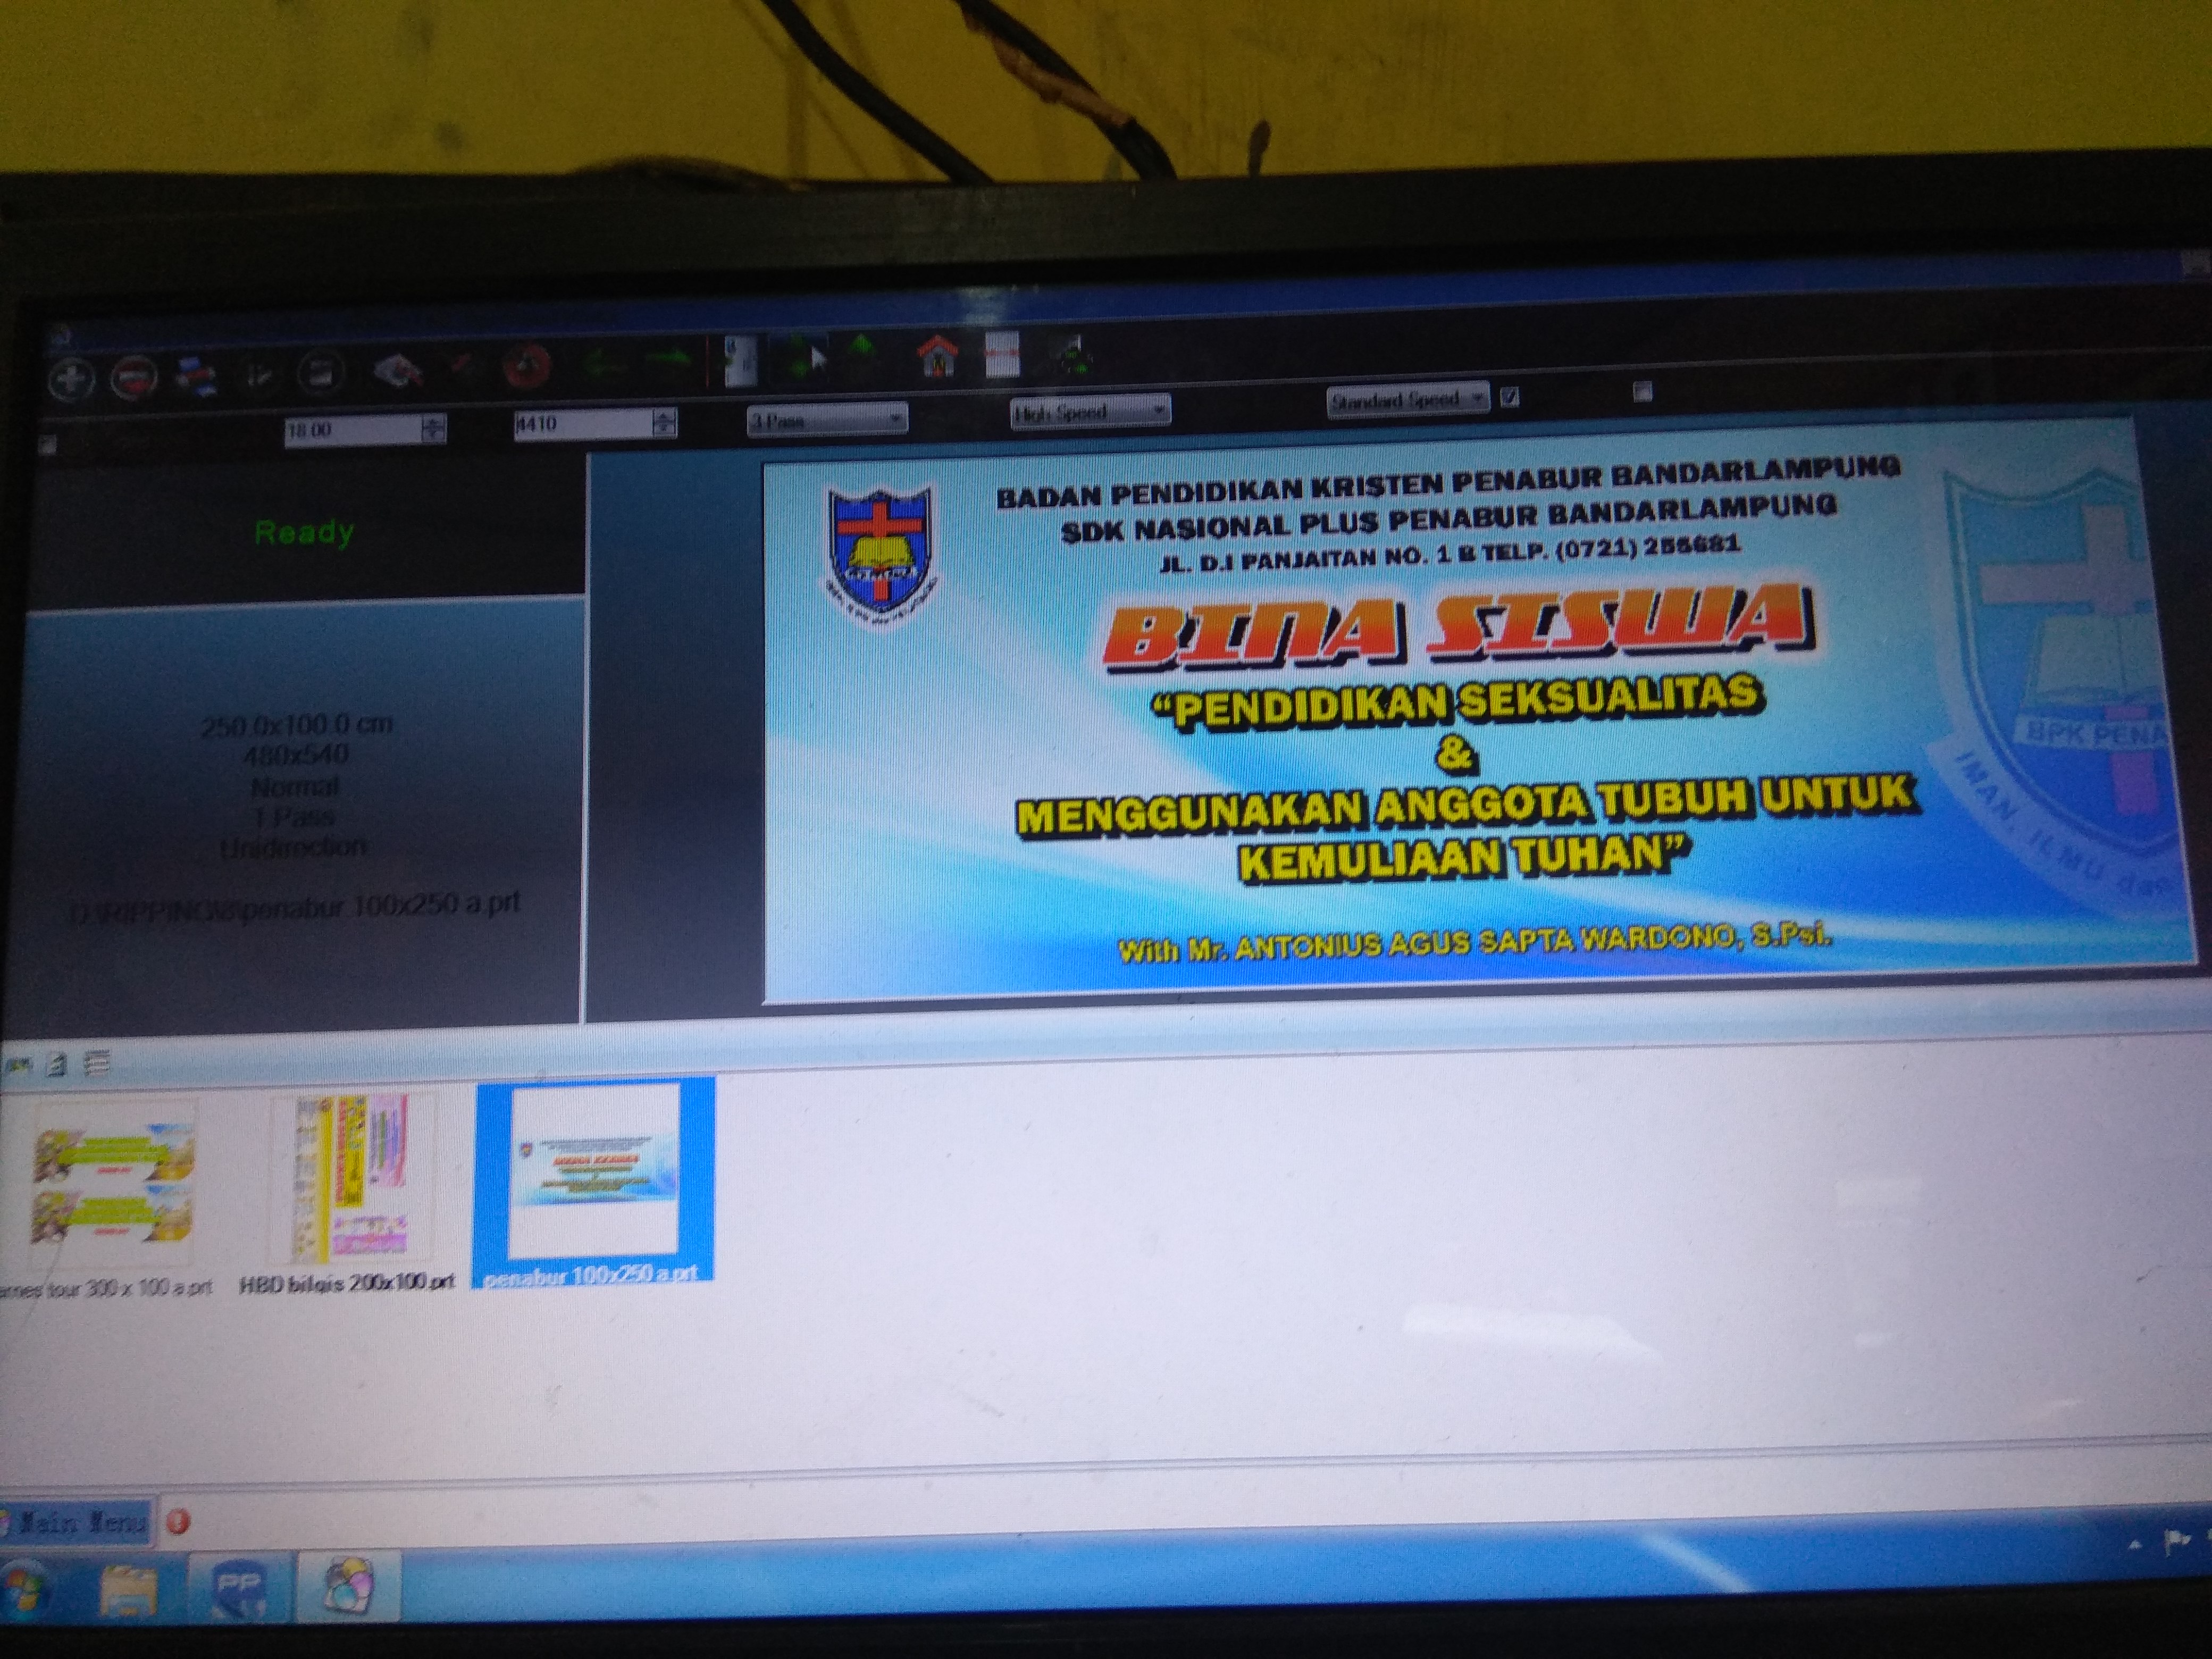 18.00
4410
3 Pass
High Speed
Standard Speed
Ready
250.0x100.0 cm
480x540
Normal
1 Pass
Unidirection
D:\RIPPING\a\penabur 100x250 a.prt
BADAN PENDIDIKAN KRISTEN PENABUR BANDARLAMPUNG
SDK NASIONAL PLUS PENABUR BANDARLAMPUNG
JL. D.I PANJAITAN NO. 1 B TELP. (0721) 255681
BINA SISWA
“PENDIDIKAN SEKSUALITAS
&
MENGGUNAKAN ANGGOTA TUBUH UNTUK
KEMULIAAN TUHAN”
With Mr. ANTONIUS AGUS SAPTA WARDONO, S.Psi.
BPK PENA
IMAN, ILMU dan
tour 300 x 100 a.prt
HBD bilqis 200x100.prt
penabur 100x250 a.prt
Main Menu
PP